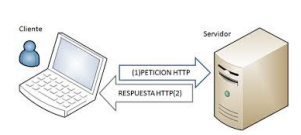 Cliente
Servidor
(1)PETICION HTTP
RESPUESTA HTTP(2)